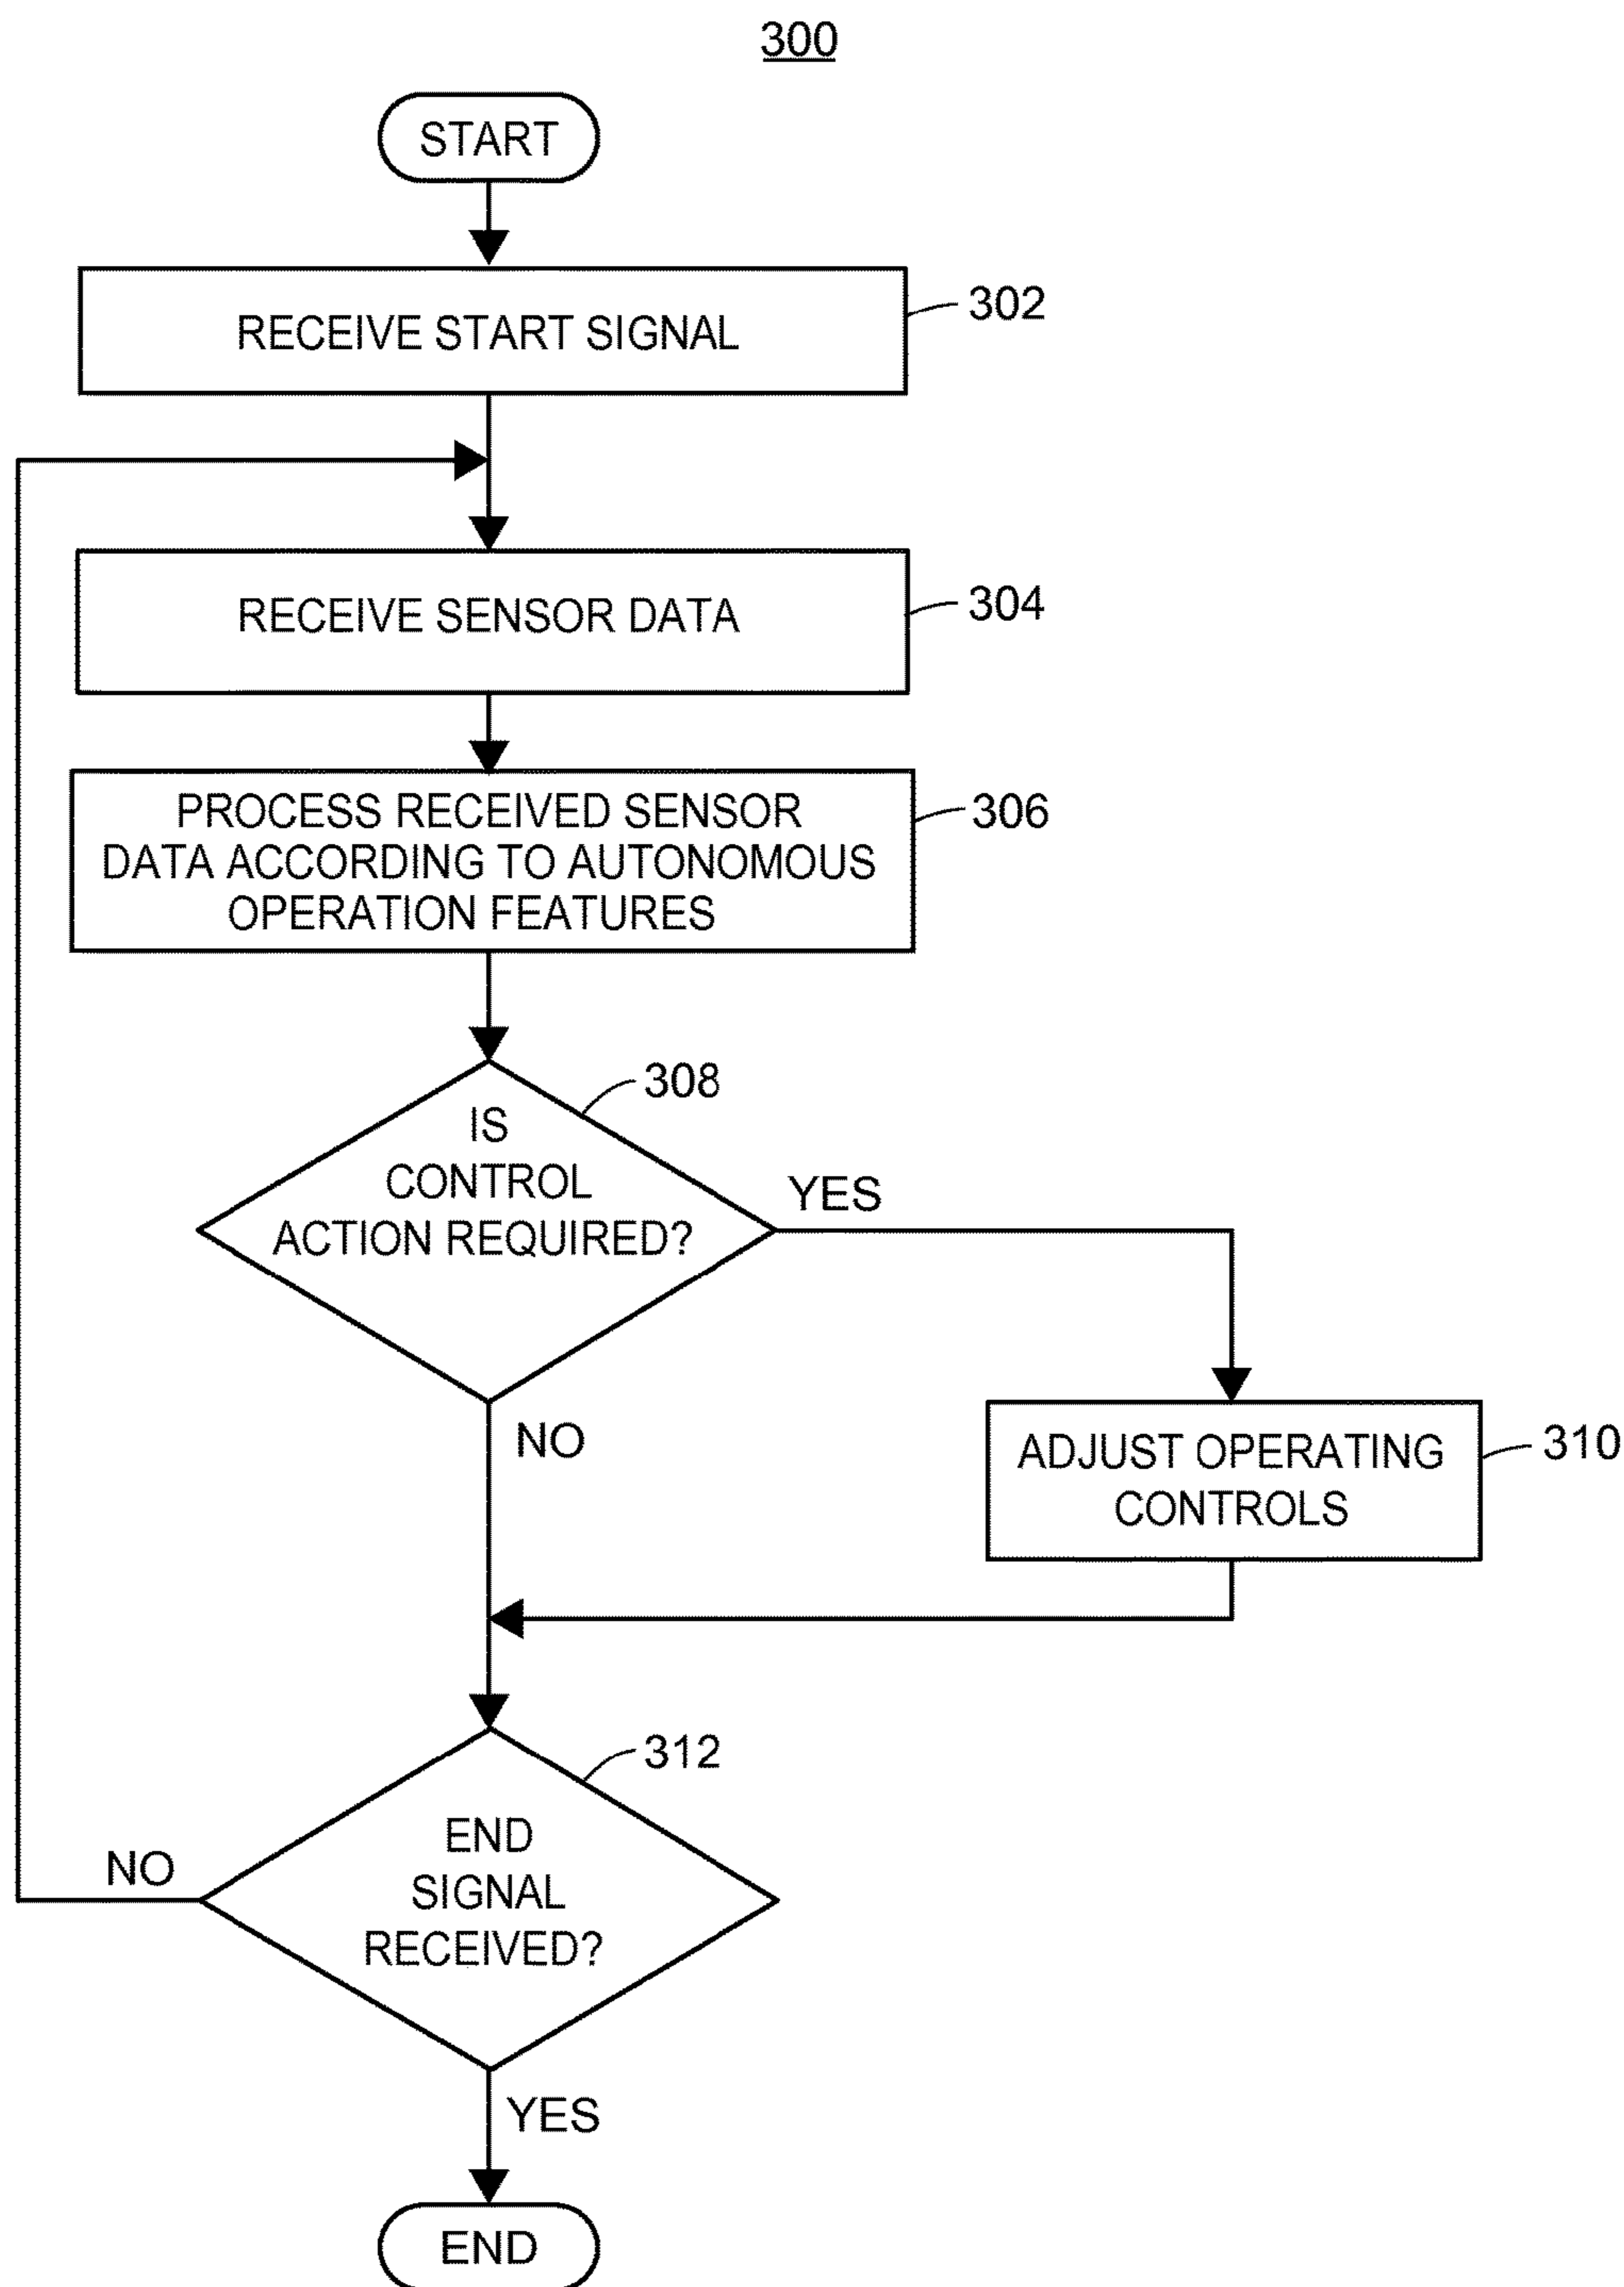 300
START
RECEIVE START SIGNAL
302
RECEIVE SENSOR DATA
304
PROCESS RECEIVED SENSOR
DATA ACCORDING TO AUTONOMOUS
OPERATION FEATURES
306
308
IS
CONTROL
ACTION REQUIRED?
YES
NO
ADJUST OPERATING
CONTROLS
310
312
END
SIGNAL
RECEIVED?
NO
YES
END